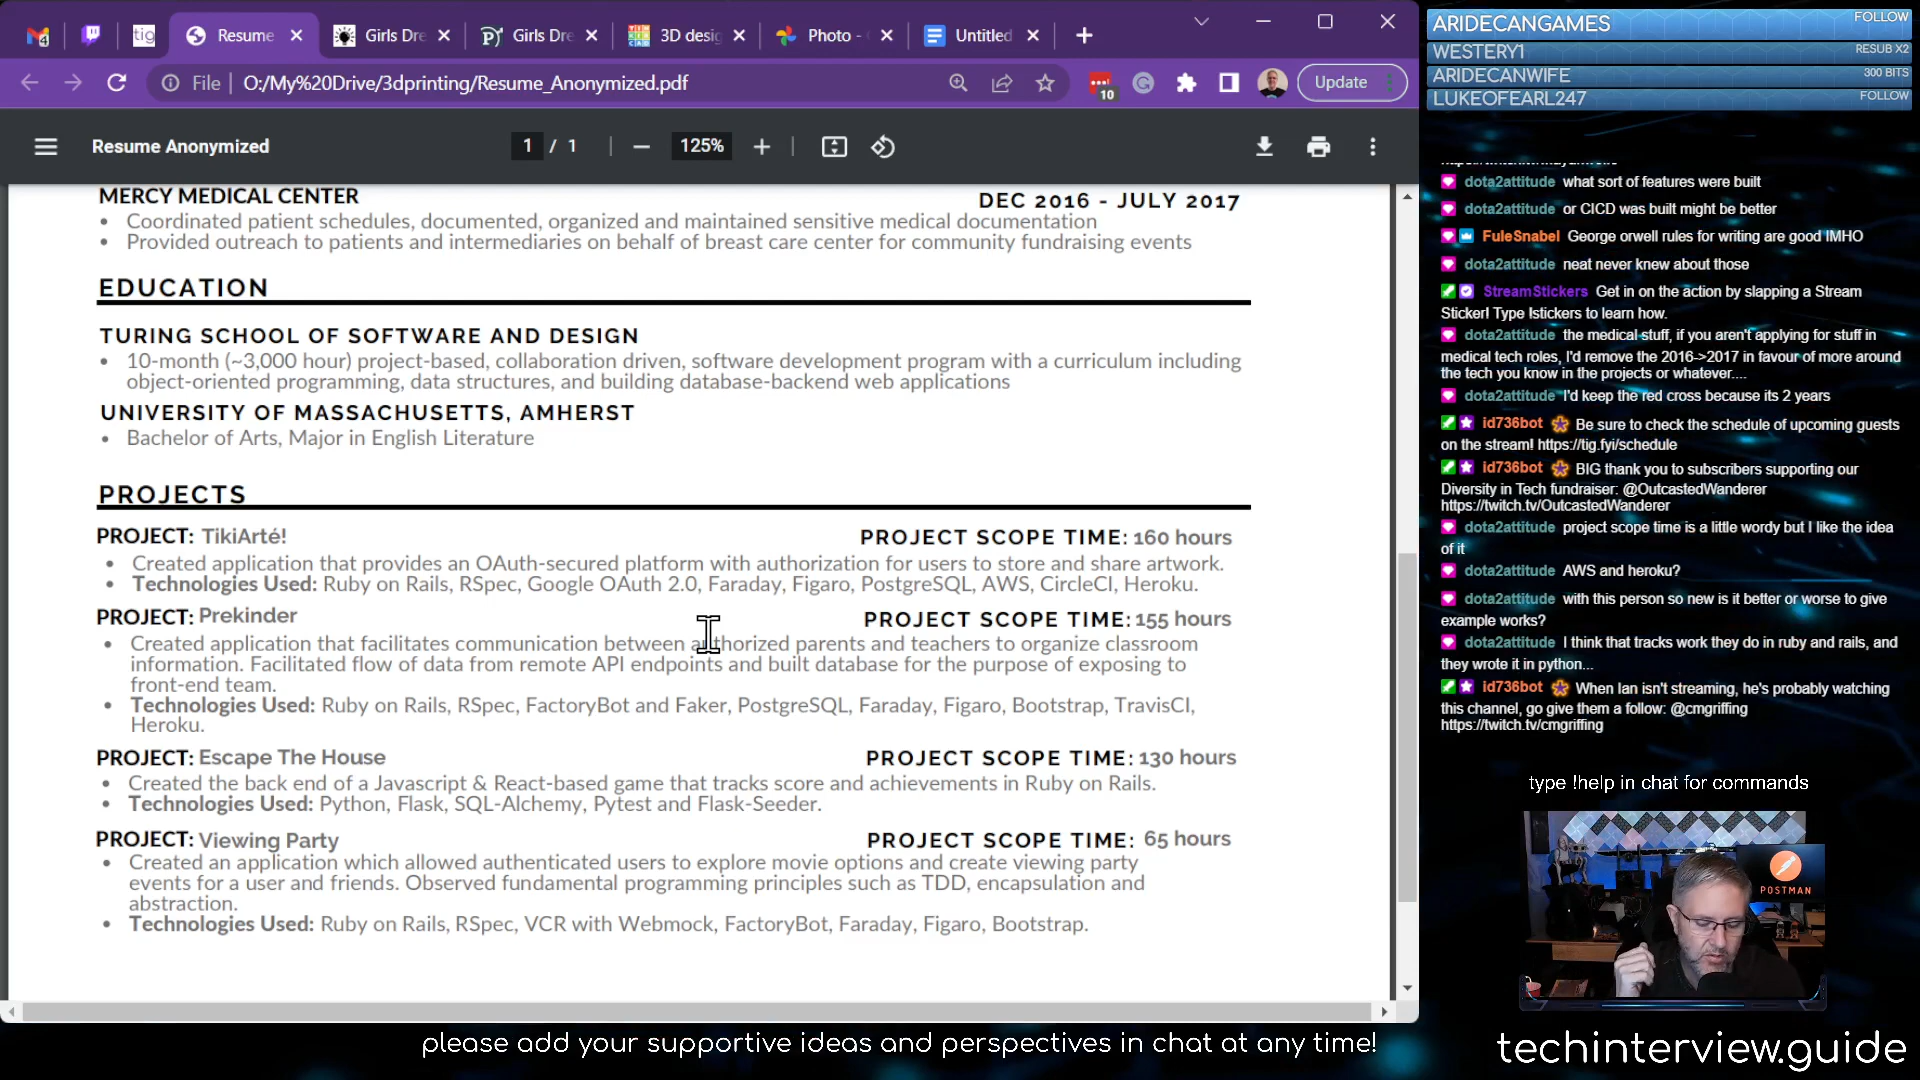 Resume
Girls Dre
Girls Dre
3D desig
Photo -
Untitled
File
O:/My%20Drive/3dprinting/Resume_Anonymized.pdf
10
Update
Resume Anonymized
1 / 1
125%
MERCY MEDICAL CENTER
DEC 2016 - JULY 2017
• Coordinated patient schedules, documented, organized and maintained sensitive medical documentation
• Provided outreach to patients and intermediaries on behalf of breast care center for community fundraising events
EDUCATION
TURING SCHOOL OF SOFTWARE AND DESIGN
• 10-month (~3,000 hour) project-based, collaboration driven, software development program with a curriculum including
object-oriented programming, data structures, and building database-backend web applications
UNIVERSITY OF MASSACHUSETTS, AMHERST
• Bachelor of Arts, Major in English Literature
PROJECTS
PROJECT: TikiArté!
PROJECT SCOPE TIME: 160 hours
• Created application that provides an OAuth-secured platform with authorization for users to store and share artwork.
• Technologies Used: Ruby on Rails, RSpec, Google OAuth 2.0, Faraday, Figaro, PostgreSQL, AWS, CircleCI, Heroku.
PROJECT: Prekinder
PROJECT SCOPE TIME: 155 hours
• Created application that facilitates communication between authorized parents and teachers to organize classroom
information. Facilitated flow of data from remote API endpoints and built database for the purpose of exposing to
front-end team.
• Technologies Used: Ruby on Rails, RSpec, FactoryBot and Faker, PostgreSQL, Faraday, Figaro, Bootstrap, TravisCI,
Heroku.
PROJECT: Escape The House
PROJECT SCOPE TIME: 130 hours
• Created the back end of a Javascript & React-based game that tracks score and achievements in Ruby on Rails.
• Technologies Used: Python, Flask, SQL-Alchemy, Pytest and Flask-Seeder.
PROJECT: Viewing Party
PROJECT SCOPE TIME: 65 hours
• Created an application which allowed authenticated users to explore movie options and create viewing party
events for a user and friends. Observed fundamental programming principles such as TDD, encapsulation and
abstraction.
• Technologies Used: Ruby on Rails, RSpec, VCR with Webmock, FactoryBot, Faraday, Figaro, Bootstrap.
ARIDECANGAMES FOLLOW
WESTERY1 RESUB X2
ARIDECANWIFE 300 BITS
LUKEOFEARL247 FOLLOW
dota2attitude what sort of features were built
dota2attitude or CICD was built might be better
FuleSnabel George orwell rules for writing are good IMHO
dota2attitude neat never knew about those
StreamStickers Get in on the action by slapping a Stream
Sticker! Type !stickers to learn how.
dota2attitude the medical stuff, if you aren't applying for stuff in
medical tech roles, I'd remove the 2016->2017 in favour of more around
the tech you know in the projects or whatever....
dota2attitude I'd keep the red cross because its 2 years
id736bot Be sure to check the schedule of upcoming guests
on the stream! https://tig.fyi/schedule
id736bot BIG thank you to subscribers supporting our
Diversity in Tech fundraiser: @OutcastedWanderer
https://twitch.tv/OutcastedWanderer
dota2attitude project scope time is a little wordy but I like the idea
of it
dota2attitude AWS and heroku?
dota2attitude with this person so new is it better or worse to give
example works?
dota2attitude I think that tracks work they do in ruby and rails, and
they wrote it in python...
id736bot When Ian isn't streaming, he's probably watching
this channel, go give them a follow: @cmgriffing
https://twitch.tv/cmgriffing
type !help in chat for commands
POSTMAN
please add your supportive ideas and perspectives in chat at any time!
techinterview.guide